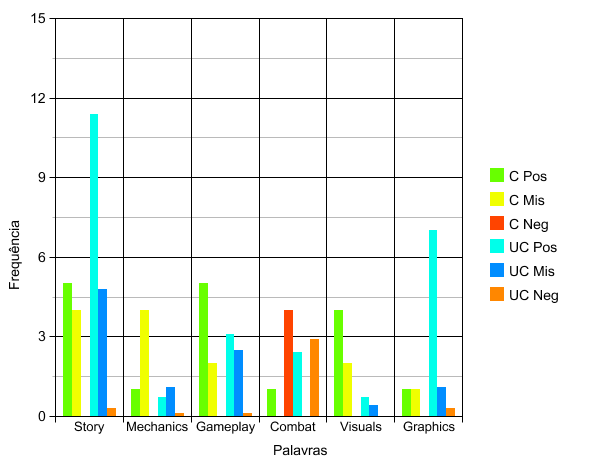 15
12
9
6
3
0
Frequência
Story Mechanics Gameplay Combat Visuals Graphics
Palavras
C Pos
C Mis
C Neg
UC Pos
UC Mis
UC Neg